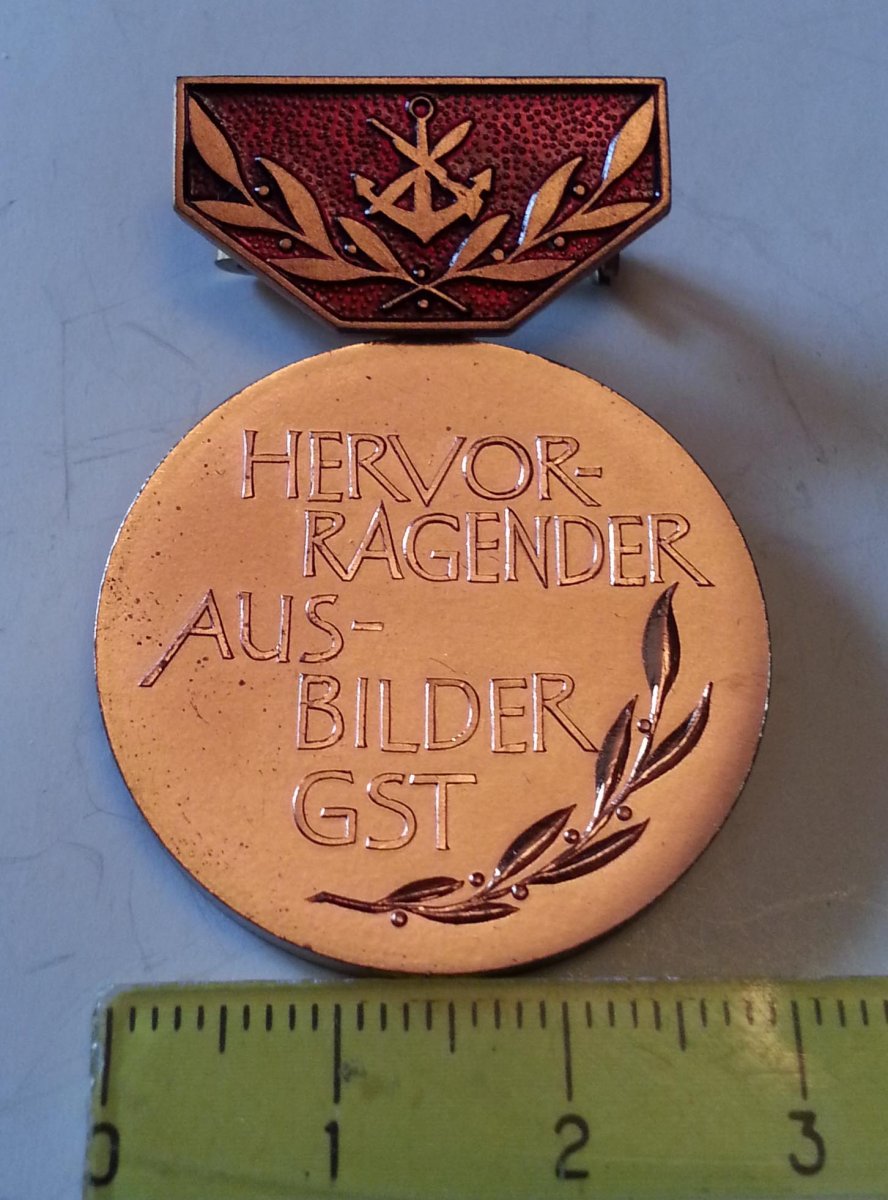 HERVOR-
RAGENDER
AUS-
BILDER
GST
0 1 2 3